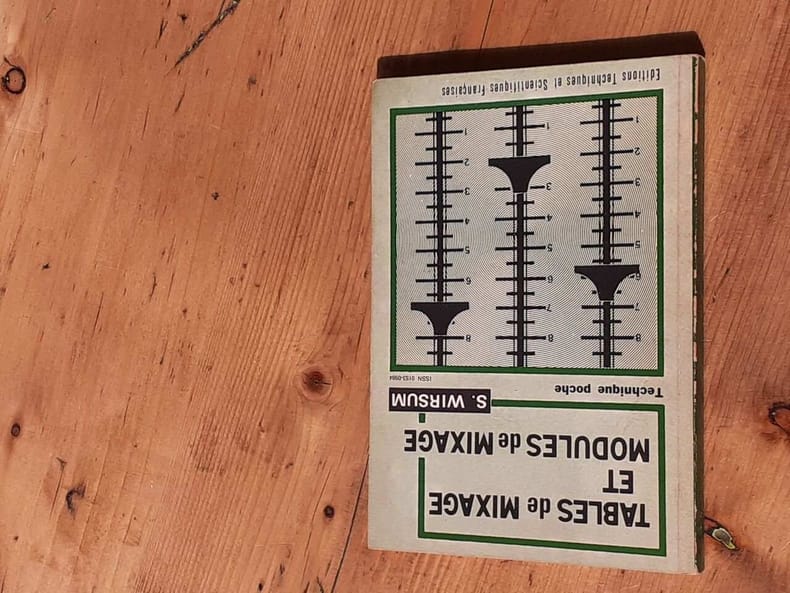 TABLES de MIXAGE
ET
MODULES de MIXAGE
S. WIRSUM
Technique poche
ISSN 0153-0984
8 8 8
7 7
6 6 6
5 5 5
4 4 4
3 3 3
2 2
1 1 1
Editions Techniques et Scientifiques Françaises